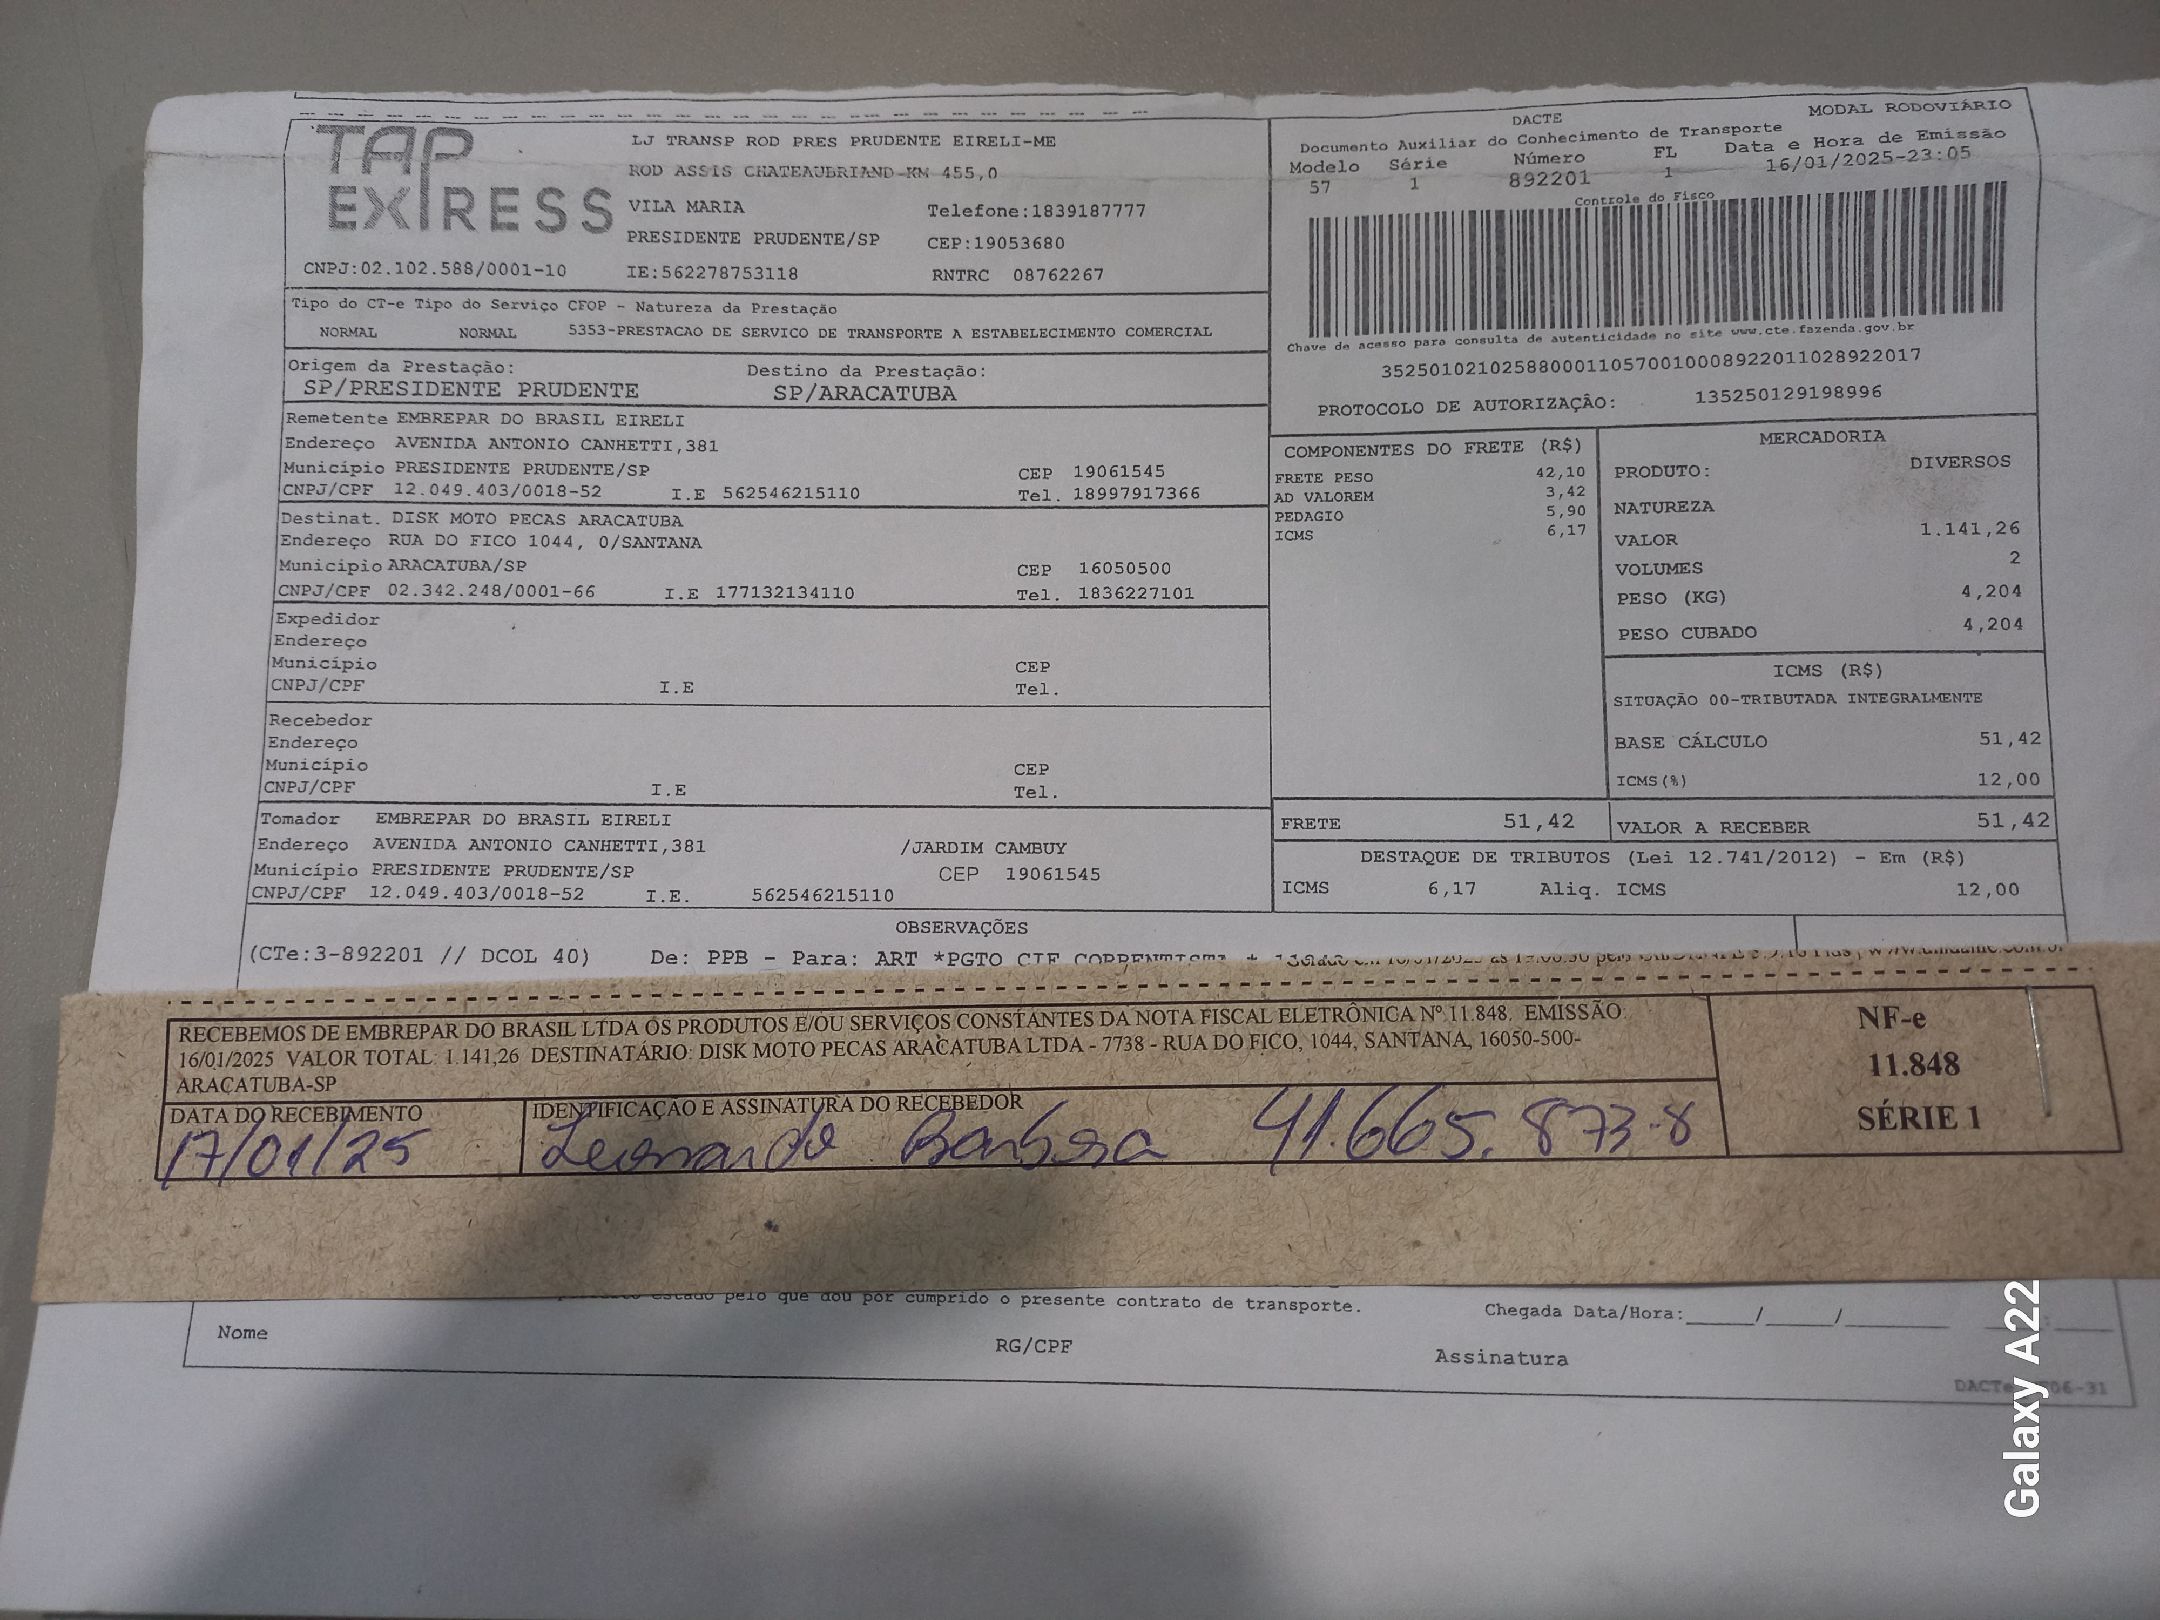 TAP EXPRESS
LJ TRANSP ROD PRES PRUDENTE EIRELI-ME
ROD ASSIS CHATEAUBRIAND-KM 455,0
VILA MARIA Telefone:1839187777
PRESIDENTE PRUDENTE/SP CEP:19053680
CNPJ:02.102.588/0001-10 IE:562278753118 RNTRC 08762267
DACTE MODAL RODOVIÁRIO
Documento Auxiliar do Conhecimento de Transporte
Modelo Série Número FL Data e Hora de Emissão
57 1 892201 1 16/01/2025-23:05
Controle do Fisco
Chave de acesso para consulta de autenticidade no site www.cte.fazenda.gov.br
35250102102588000110570010008922011028922017
PROTOCOLO DE AUTORIZAÇÃO: 135250129198996
Tipo do CT-e Tipo do Serviço CFOP - Natureza da Prestação
NORMAL NORMAL 5353-PRESTACAO DE SERVICO DE TRANSPORTE A ESTABELECIMENTO COMERCIAL
Origem da Prestação: Destino da Prestação:
SP/PRESIDENTE PRUDENTE SP/ARACATUBA
Remetente EMBREPAR DO BRASIL EIRELI
Endereço AVENIDA ANTONIO CANHETTI,381
Município PRESIDENTE PRUDENTE/SP CEP 19061545
CNPJ/CPF 12.049.403/0018-52 I.E 562546215110 Tel. 18997917366
Destinat. DISK MOTO PECAS ARACATUBA
Endereço RUA DO FICO 1044, 0/SANTANA
Município ARACATUBA/SP CEP 16050500
CNPJ/CPF 02.342.248/0001-66 I.E 177132134110 Tel. 1836227101
Expedidor
Endereço
Município CEP
CNPJ/CPF I.E Tel.
Recebedor
Endereço
Município CEP
CNPJ/CPF I.E Tel.
Tomador EMBREPAR DO BRASIL EIRELI
Endereço AVENIDA ANTONIO CANHETTI,381 /JARDIM CAMBUY
Município PRESIDENTE PRUDENTE/SP CEP 19061545
CNPJ/CPF 12.049.403/0018-52 I.E. 562546215110
COMPONENTES DO FRETE (R$)
FRETE PESO 42,10
AD VALOREM 3,42
PEDAGIO 5,90
ICMS 6,17
MERCADORIA
PRODUTO: DIVERSOS
NATUREZA
VALOR 1.141,26
VOLUMES 2
PESO (KG) 4,204
PESO CUBADO 4,204
ICMS (R$)
SITUAÇÃO 00-TRIBUTADA INTEGRALMENTE
BASE CÁLCULO 51,42
ICMS(%) 12,00
FRETE 51,42 VALOR A RECEBER 51,42
DESTAQUE DE TRIBUTOS (Lei 12.741/2012) - Em (R$)
ICMS 6,17 Aliq. ICMS 12,00
OBSERVAÇÕES
(CTe:3-892201 // DCOL 40) De: PPB - Para: ART *PGTO CIF CORRENTISTA +
RECEBEMOS DE EMBREPAR DO BRASIL LTDA OS PRODUTOS E/OU SERVIÇOS CONSTANTES DA NOTA FISCAL ELETRÔNICA Nº 11.848. EMISSÃO:
16/01/2025 VALOR TOTAL: 1.141,26 DESTINATÁRIO: DISK MOTO PECAS ARACATUBA LTDA - 7738 - RUA DO FICO, 1044, SANTANA, 16050-500-
ARACATUBA-SP
DATA DO RECEBIMENTO IDENTIFICAÇÃO E ASSINATURA DO RECEBEDOR
17/01/25 Leonardo Barbosa 41.665.873-8
NF-e
11.848
SÉRIE 1
estado pelo que dou por cumprido o presente contrato de transporte.
Chegada Data/Hora:_____/_____/_______
Nome RG/CPF Assinatura
Galaxy A22